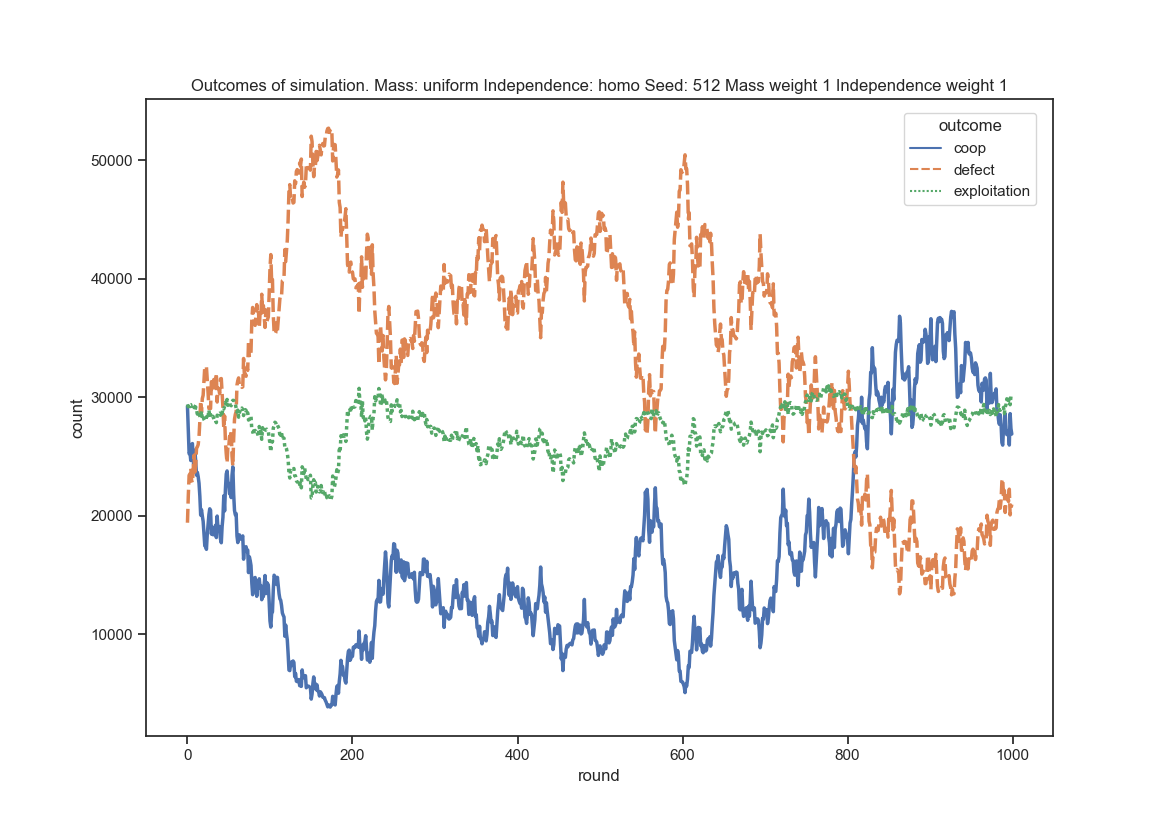 Outcomes of simulation. Mass: uniform Independence: homo Seed: 512 Mass weight 1 Independence weight 1
outcome
coop
defect
exploitation
50000
40000
30000
20000
10000
count
0 200 400 600 800 1000
round